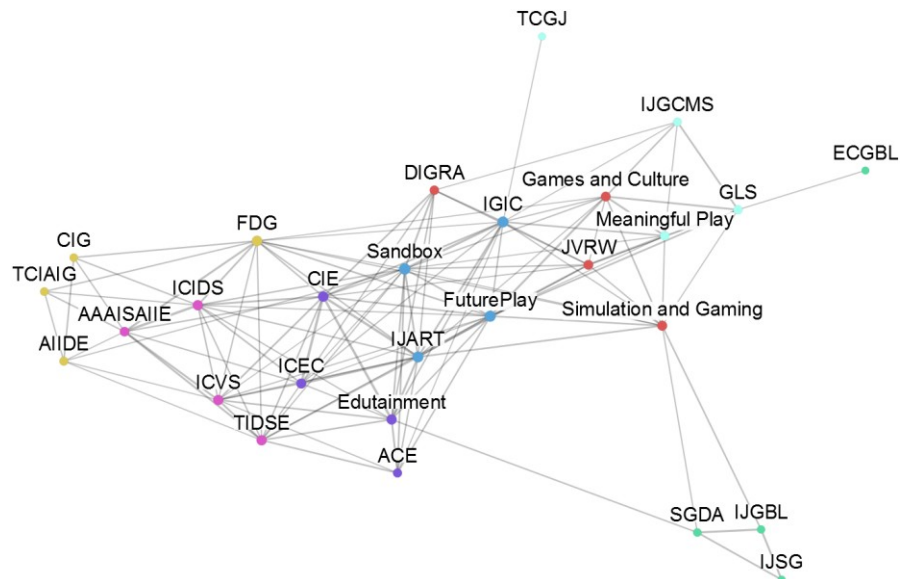 TCGJ
IJGCMS
ECGBL
DIGRA
Games and Culture
GLS
IGIC
Meaningful Play
FDG
Sandbox
JVRW
CIG
TCIAIG
ICIDS
CIE
FuturePlay
Simulation and Gaming
AAAISAIIE
AIIDE
IJART
ICEC
ICVS
Edutainment
TIDSE
ACE
SGDA
IJGBL
IJSG